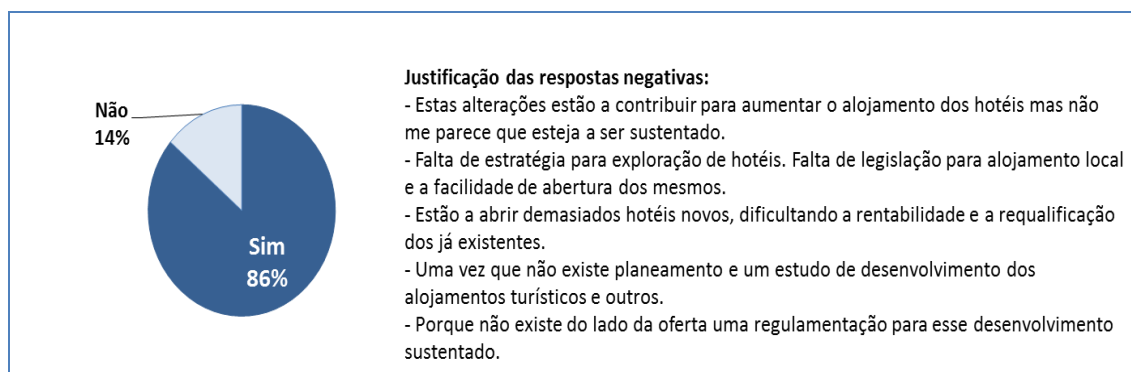 Não
14%
Sim
86%
Justificação das respostas negativas:
- Estas alterações estão a contribuir para aumentar o alojamento dos hotéis mas não
me parece que esteja a ser sustentado.
- Falta de estratégia para exploração de hotéis. Falta de legislação para alojamento local
e a facilidade de abertura dos mesmos.
- Estão a abrir demasiados hotéis novos, dificultando a rentabilidade e a requalificação
dos já existentes.
- Uma vez que não existe planeamento e um estudo de desenvolvimento dos
alojamentos turísticos e outros.
- Porque não existe do lado da oferta uma regulamentação para esse desenvolvimento
sustentado.